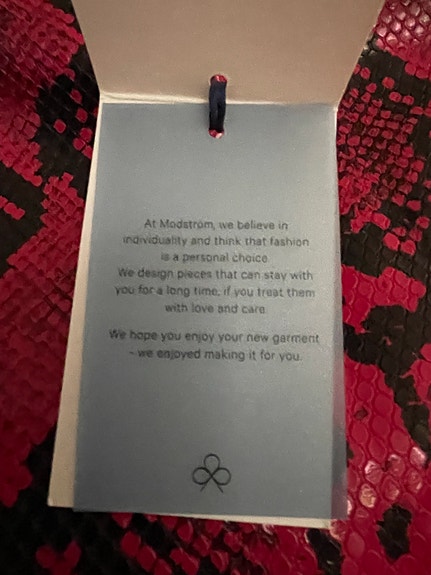 At Modström, we believe in
individuality and think that fashion
is a personal choice.
We design pieces that can stay with
you for a long time, if you treat them
with love and care.
We hope you enjoy your new garment
- we enjoyed making it for you.